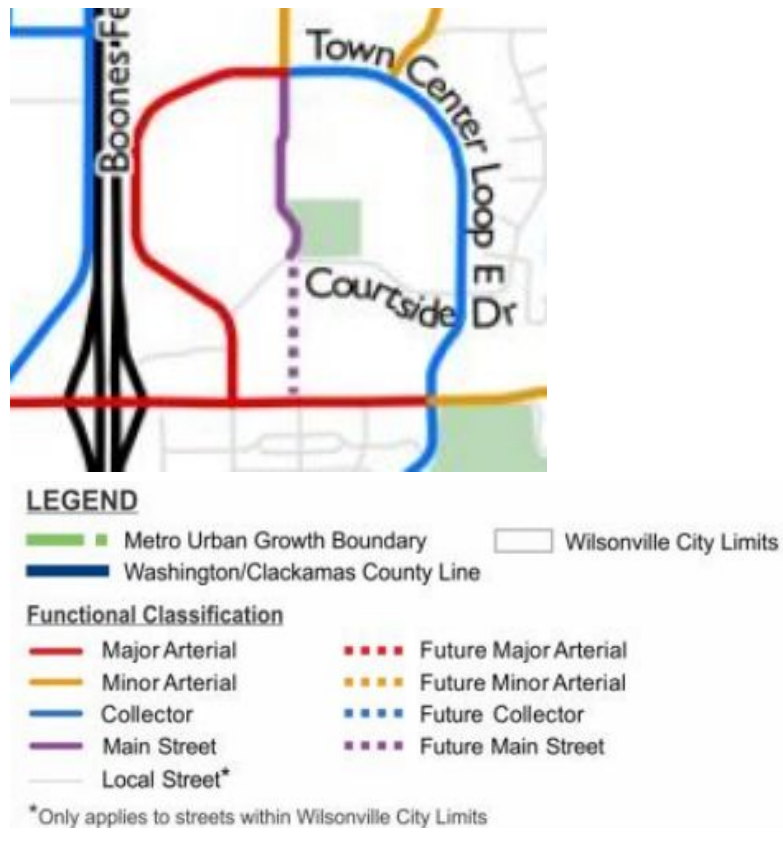 Boones Fe
Town Center Loop E
Courtside Dr
LEGEND
Metro Urban Growth Boundary
Wilsonville City Limits
Washington/Clackamas County Line
Functional Classification
Major Arterial
Future Major Arterial
Minor Arterial
Future Minor Arterial
Collector
Future Collector
Main Street
Future Main Street
Local Street*
*Only applies to streets within Wilsonville City Limits